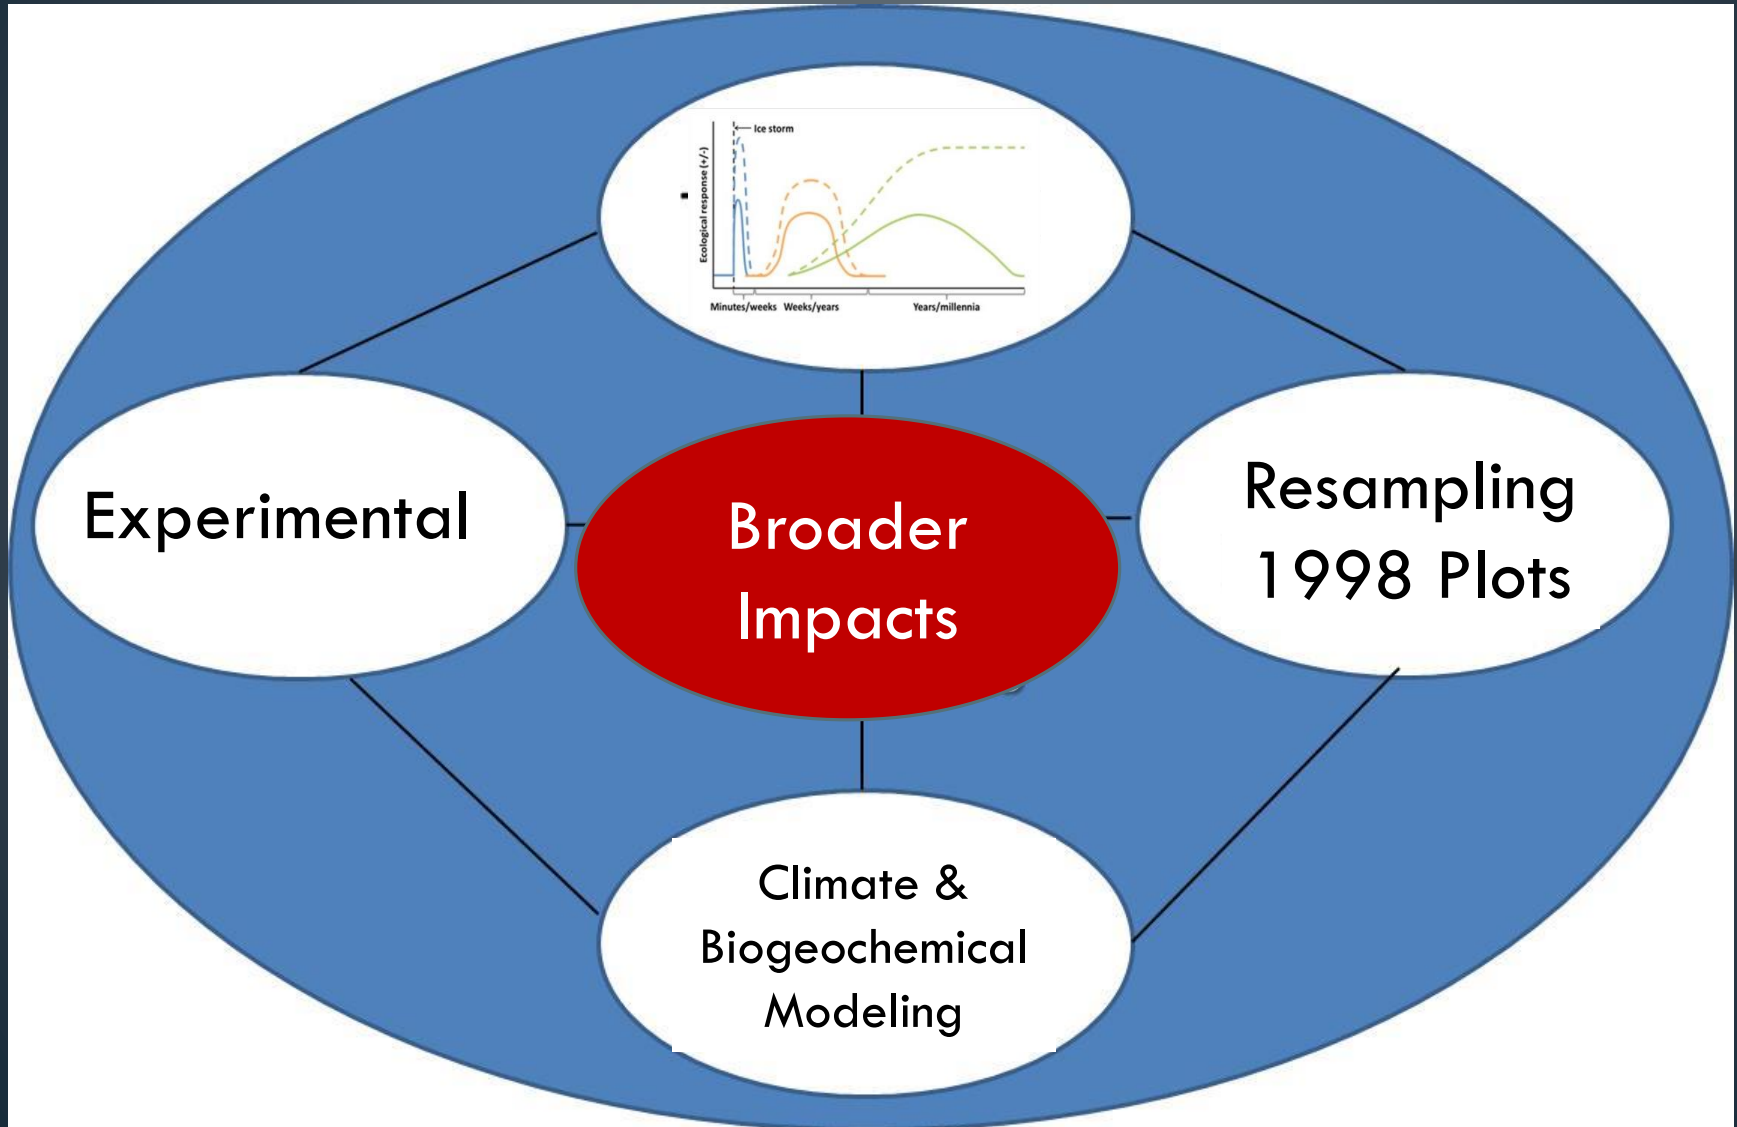 Ice storm
Ecological response (+/-)
Minutes/weeks Weeks/years Years/millennia
Experimental
Broader
Impacts
Resampling
1998 Plots
Climate &
Biogeochemical
Modeling